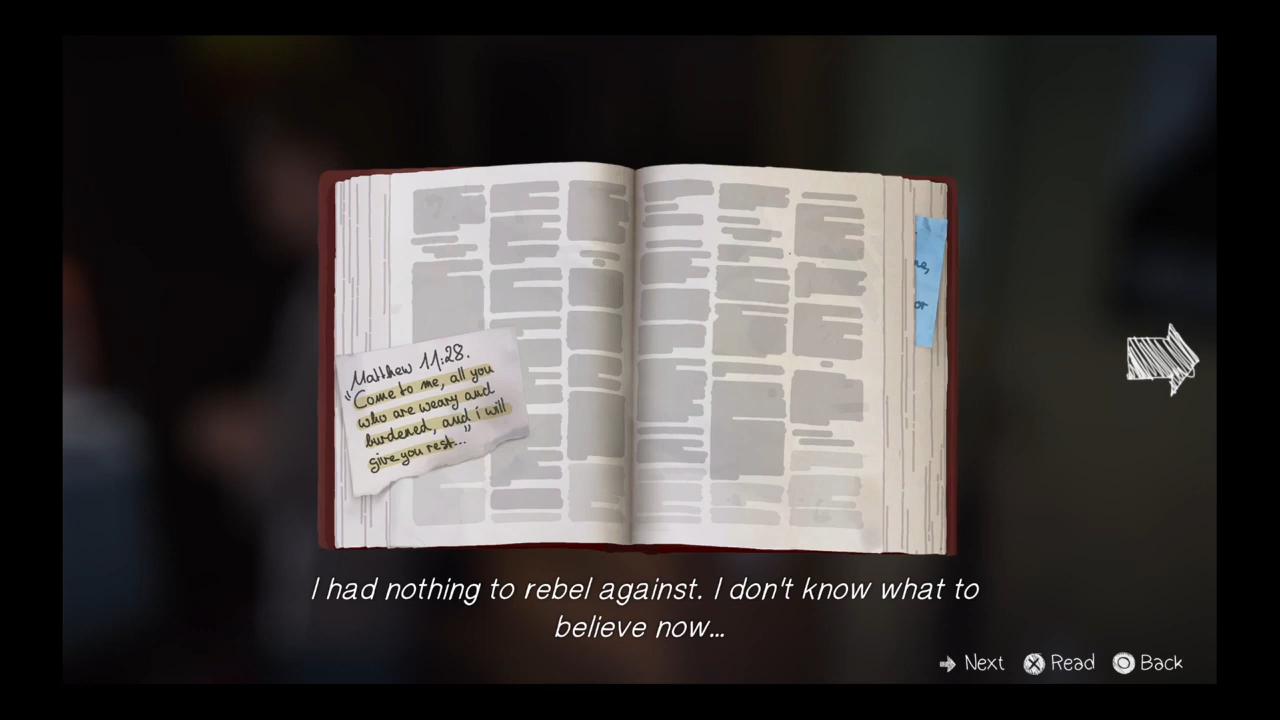 Matthew 11:28.
"Come to me, all you
who are weary and
burdened, and i will
give you rest..."
or
I had nothing to rebel against. I don't know what to
believe now...
Next Read Back